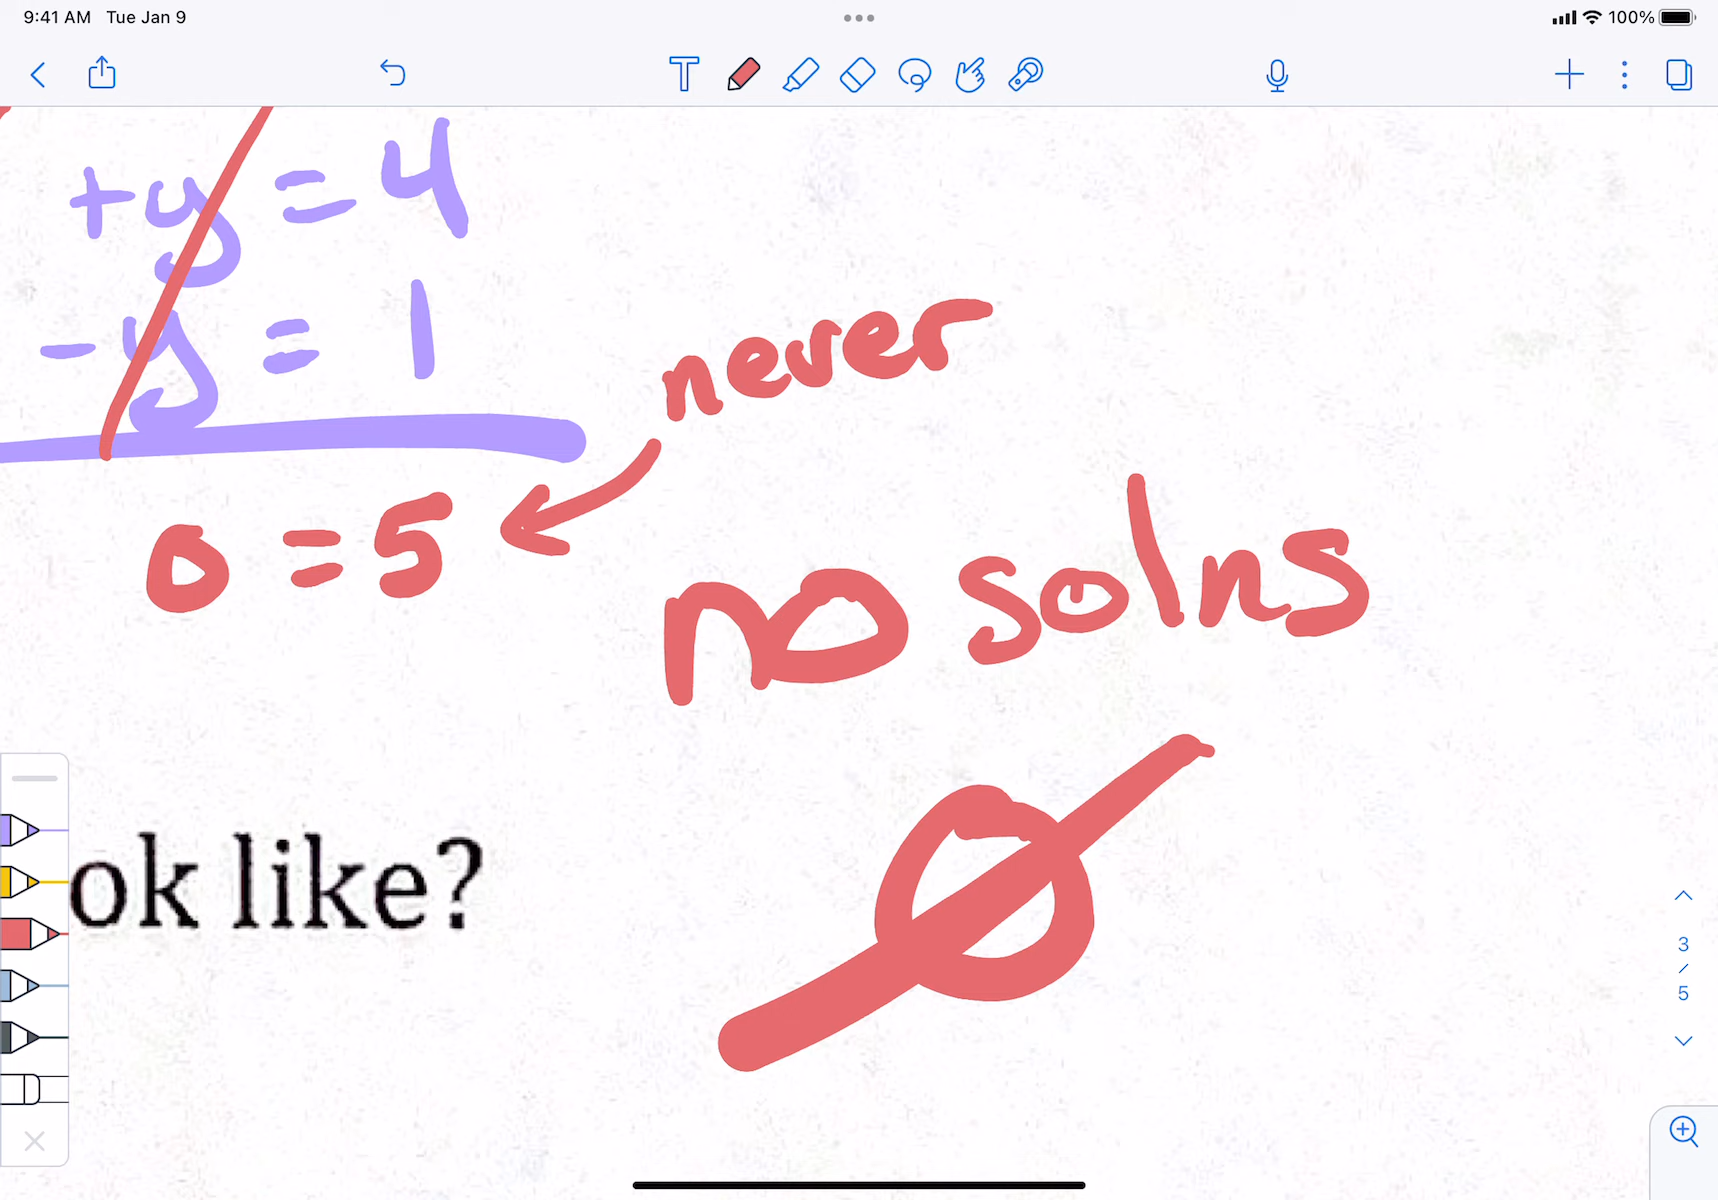 9:41 AM Tue Jan 9 100%
T
+y = 4
-y = 1
never
0 = 5
no solns
∅
ok like?
3
/
5